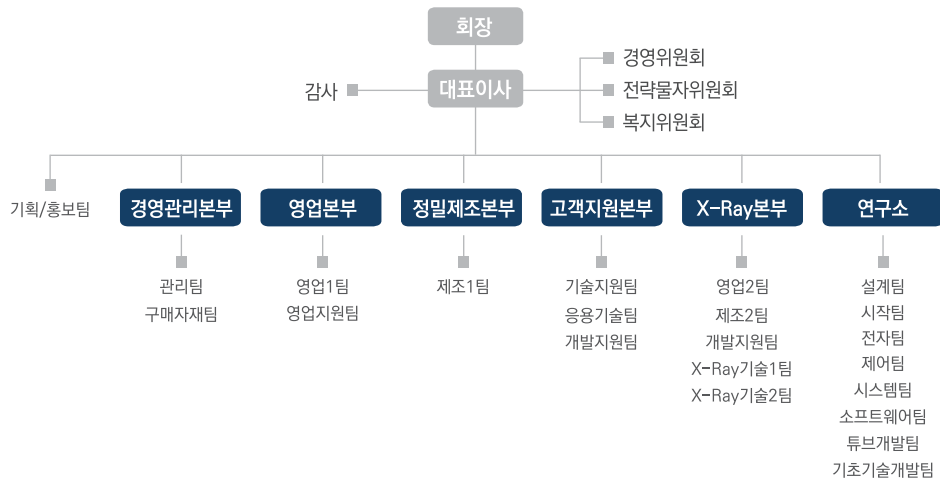 회장
감사
대표이사
경영위원회
전략물자위원회
복지위원회
기획/홍보팀
경영관리본부
관리팀
구매자재팀
영업본부
영업1팀
영업지원팀
정밀제조본부
제조1팀
고객지원본부
기술지원팀
응용기술팀
개발지원팀
X-Ray본부
영업2팀
제조2팀
개발지원팀
X-Ray기술1팀
X-Ray기술2팀
연구소
설계팀
시작팀
전자팀
제어팀
시스템팀
소프트웨어팀
튜브개발팀
기초기술개발팀